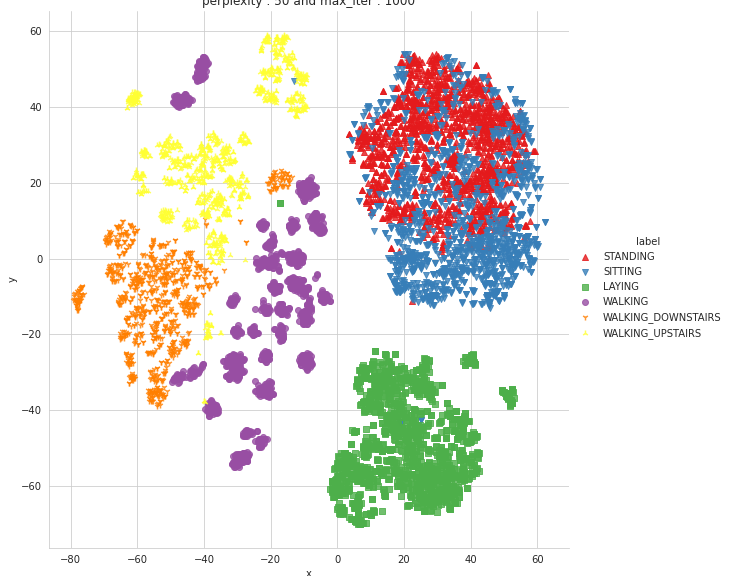 perplexity : 50 and max_iter : 1000
60
40
20
0
−20
−40
−60
y
−80
−60
−40
−20
0
20
40
60
x
label
STANDING
SITTING
LAYING
WALKING
WALKING_DOWNSTAIRS
WALKING_UPSTAIRS